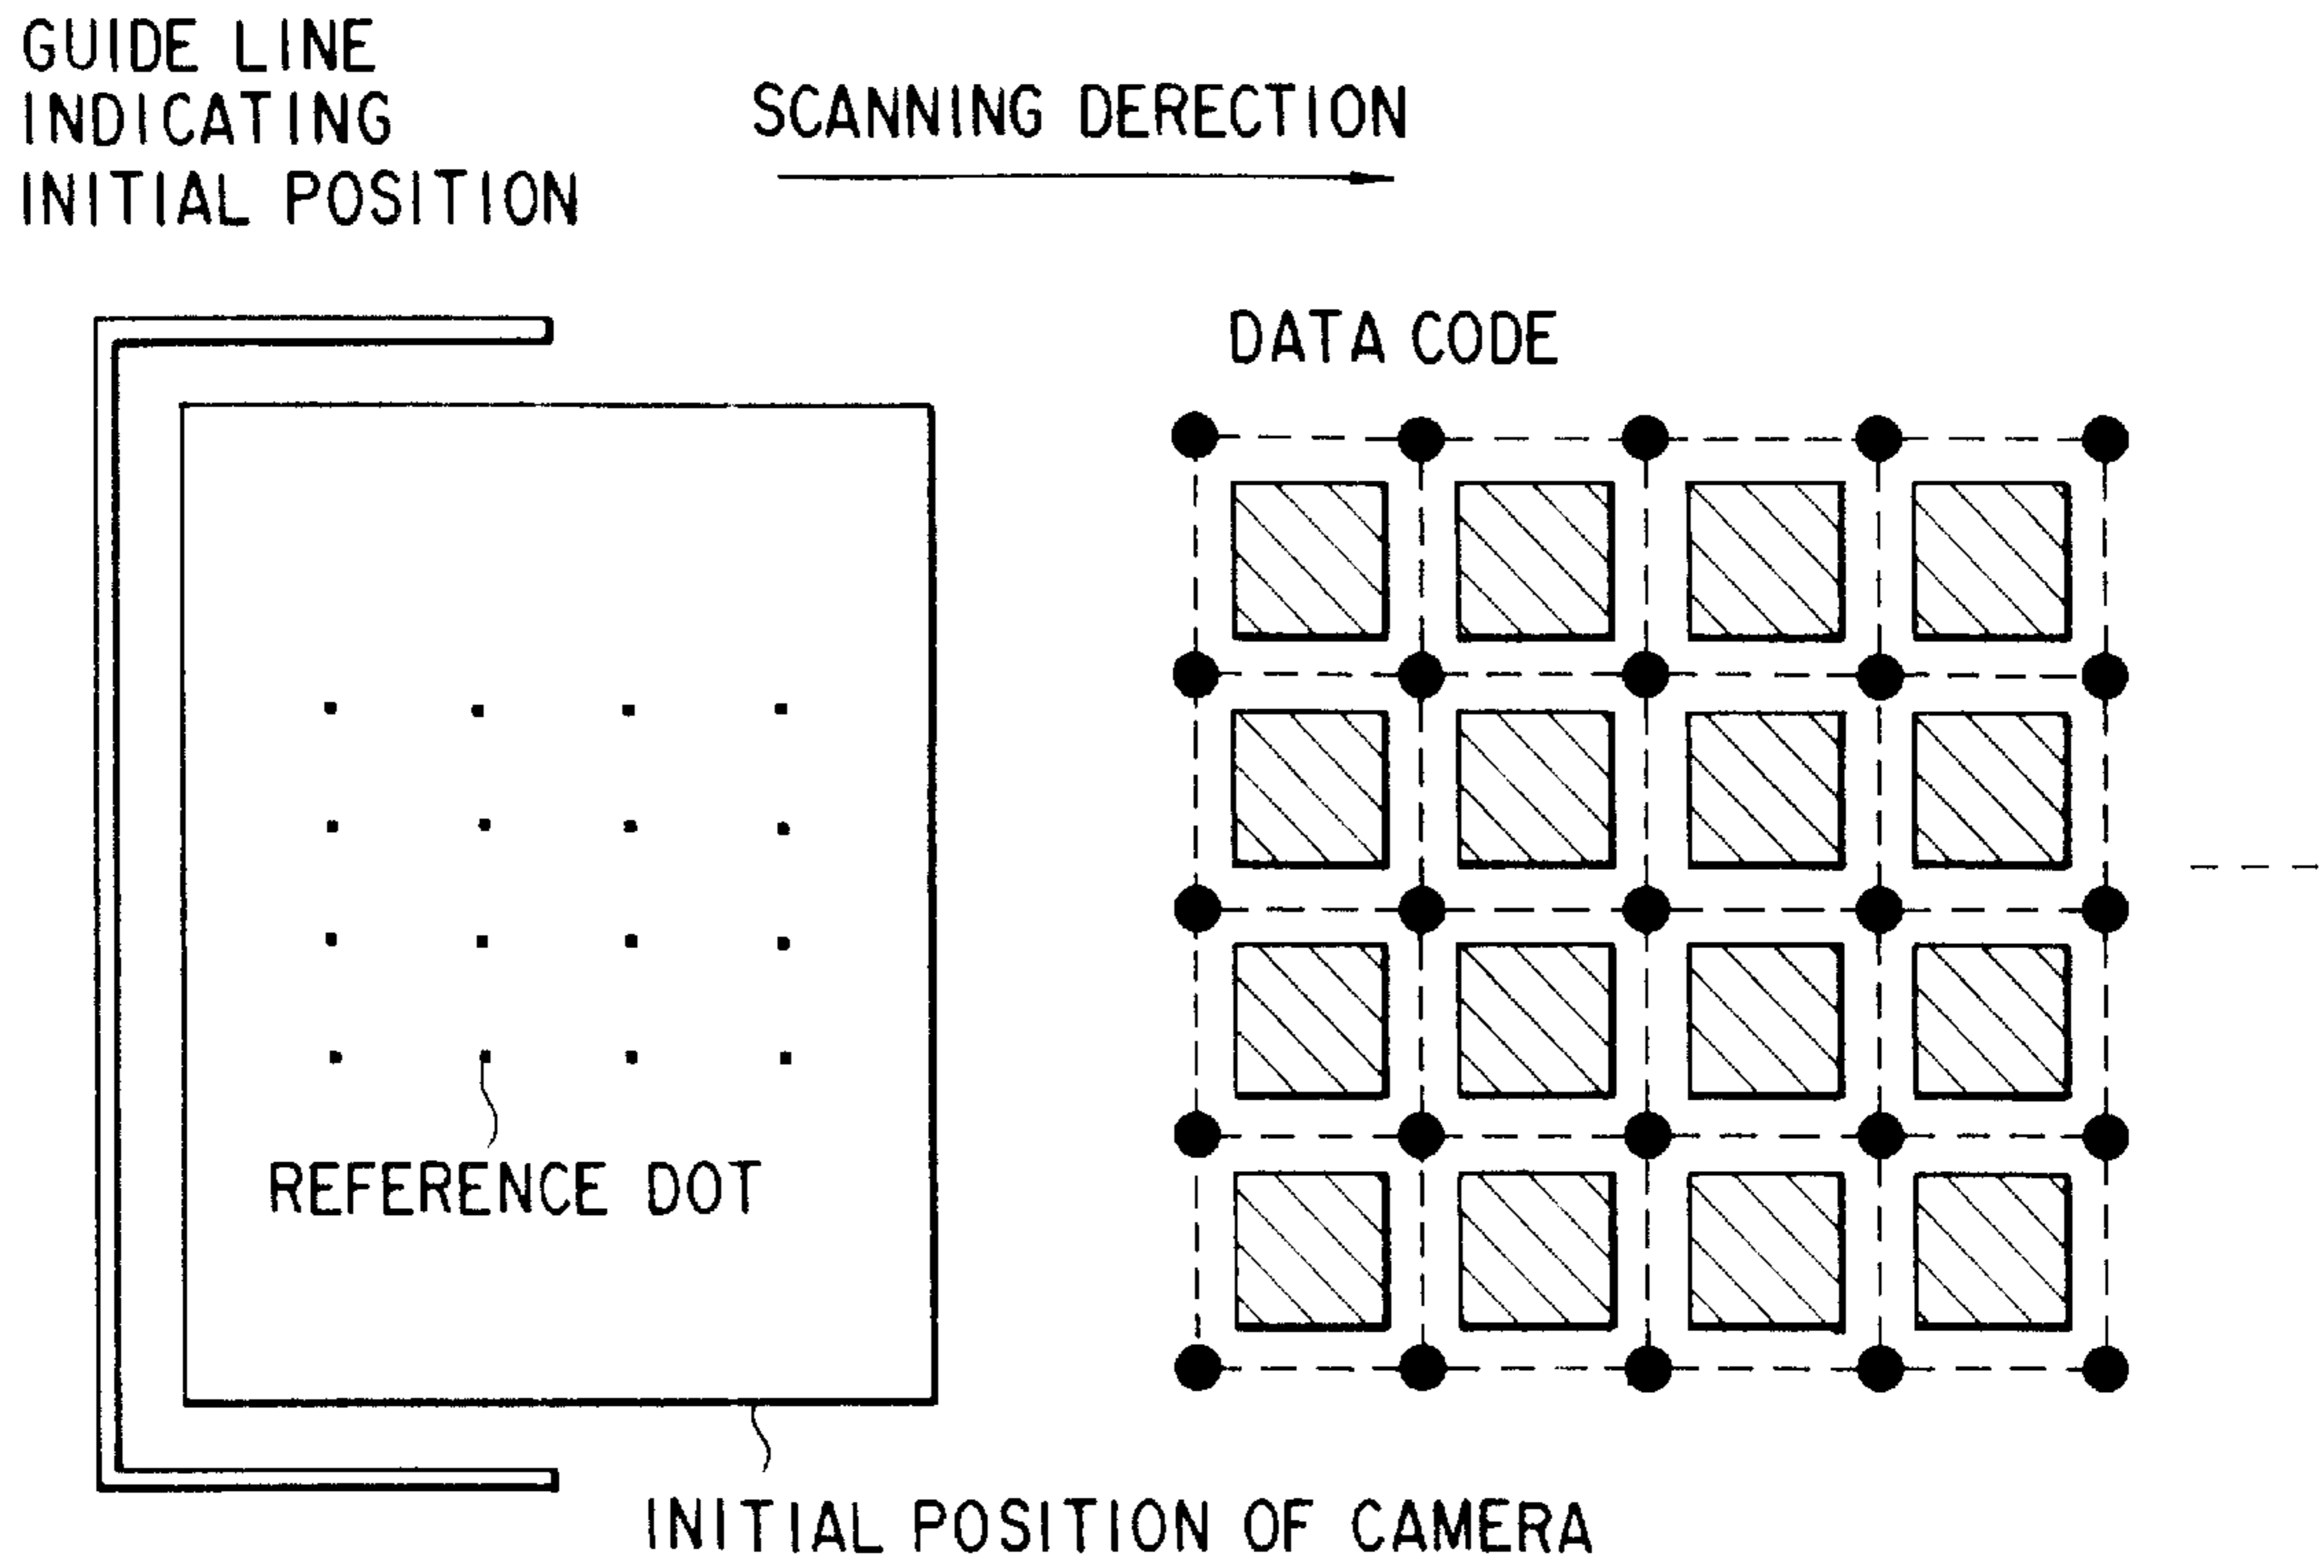 GUIDE LINE
INDICATING
INITIAL POSITION
SCANNING DERECTION
DATA CODE
REFERENCE DOT
INITIAL POSITION OF CAMERA